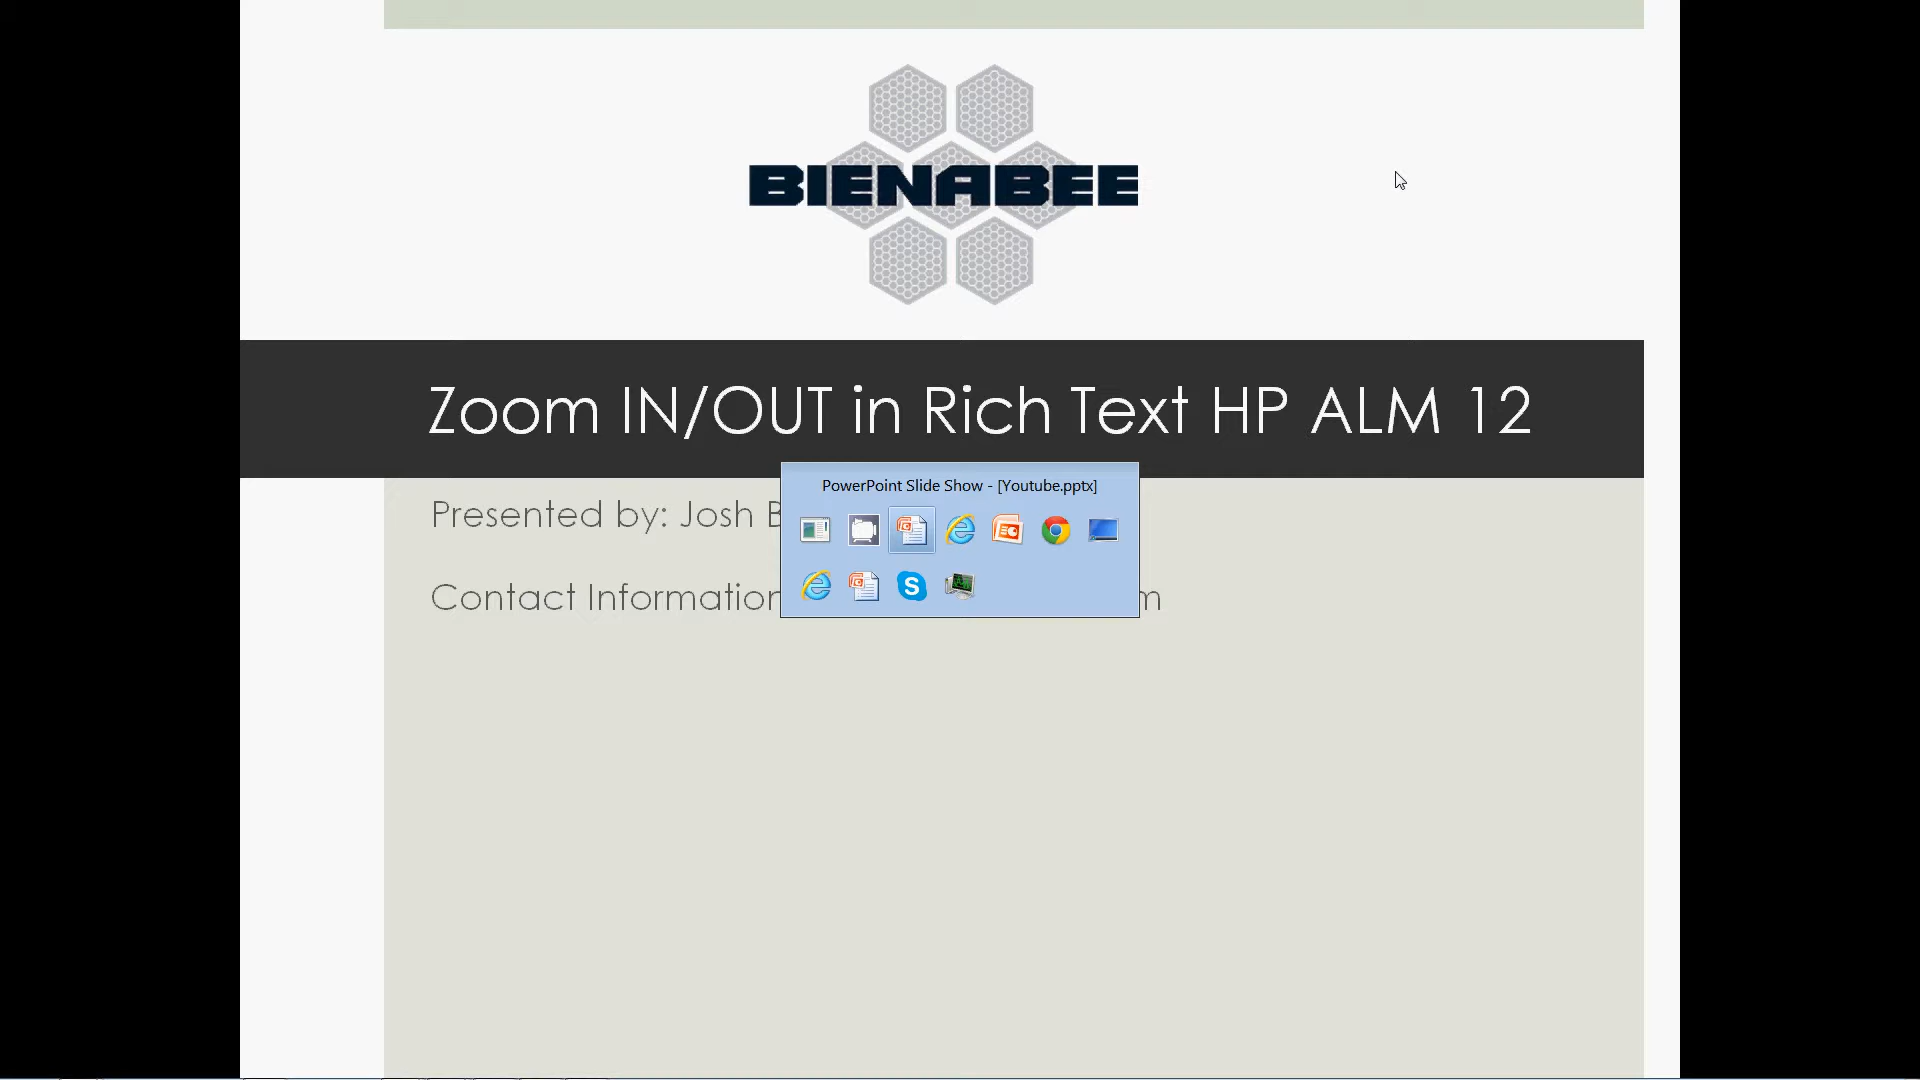 BIENABEE
Zoom IN/OUT in Rich Text HP ALM 12
PowerPoint Slide Show - [Youtube.pptx]
Presented by: Josh
Contact Information